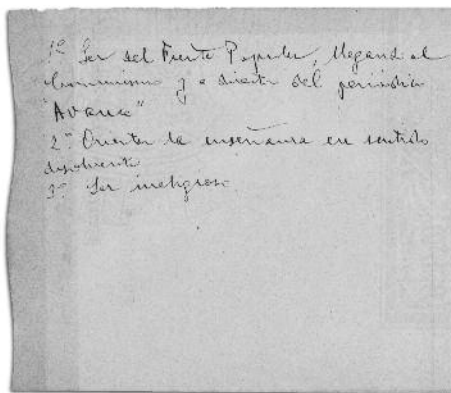 1º Ser del Frente Popular, llegand al
Comunismo y a director del periódico
"Avance"
2º Orientar la enseñanza en sentido
disolvente
3º Ser irreligioso